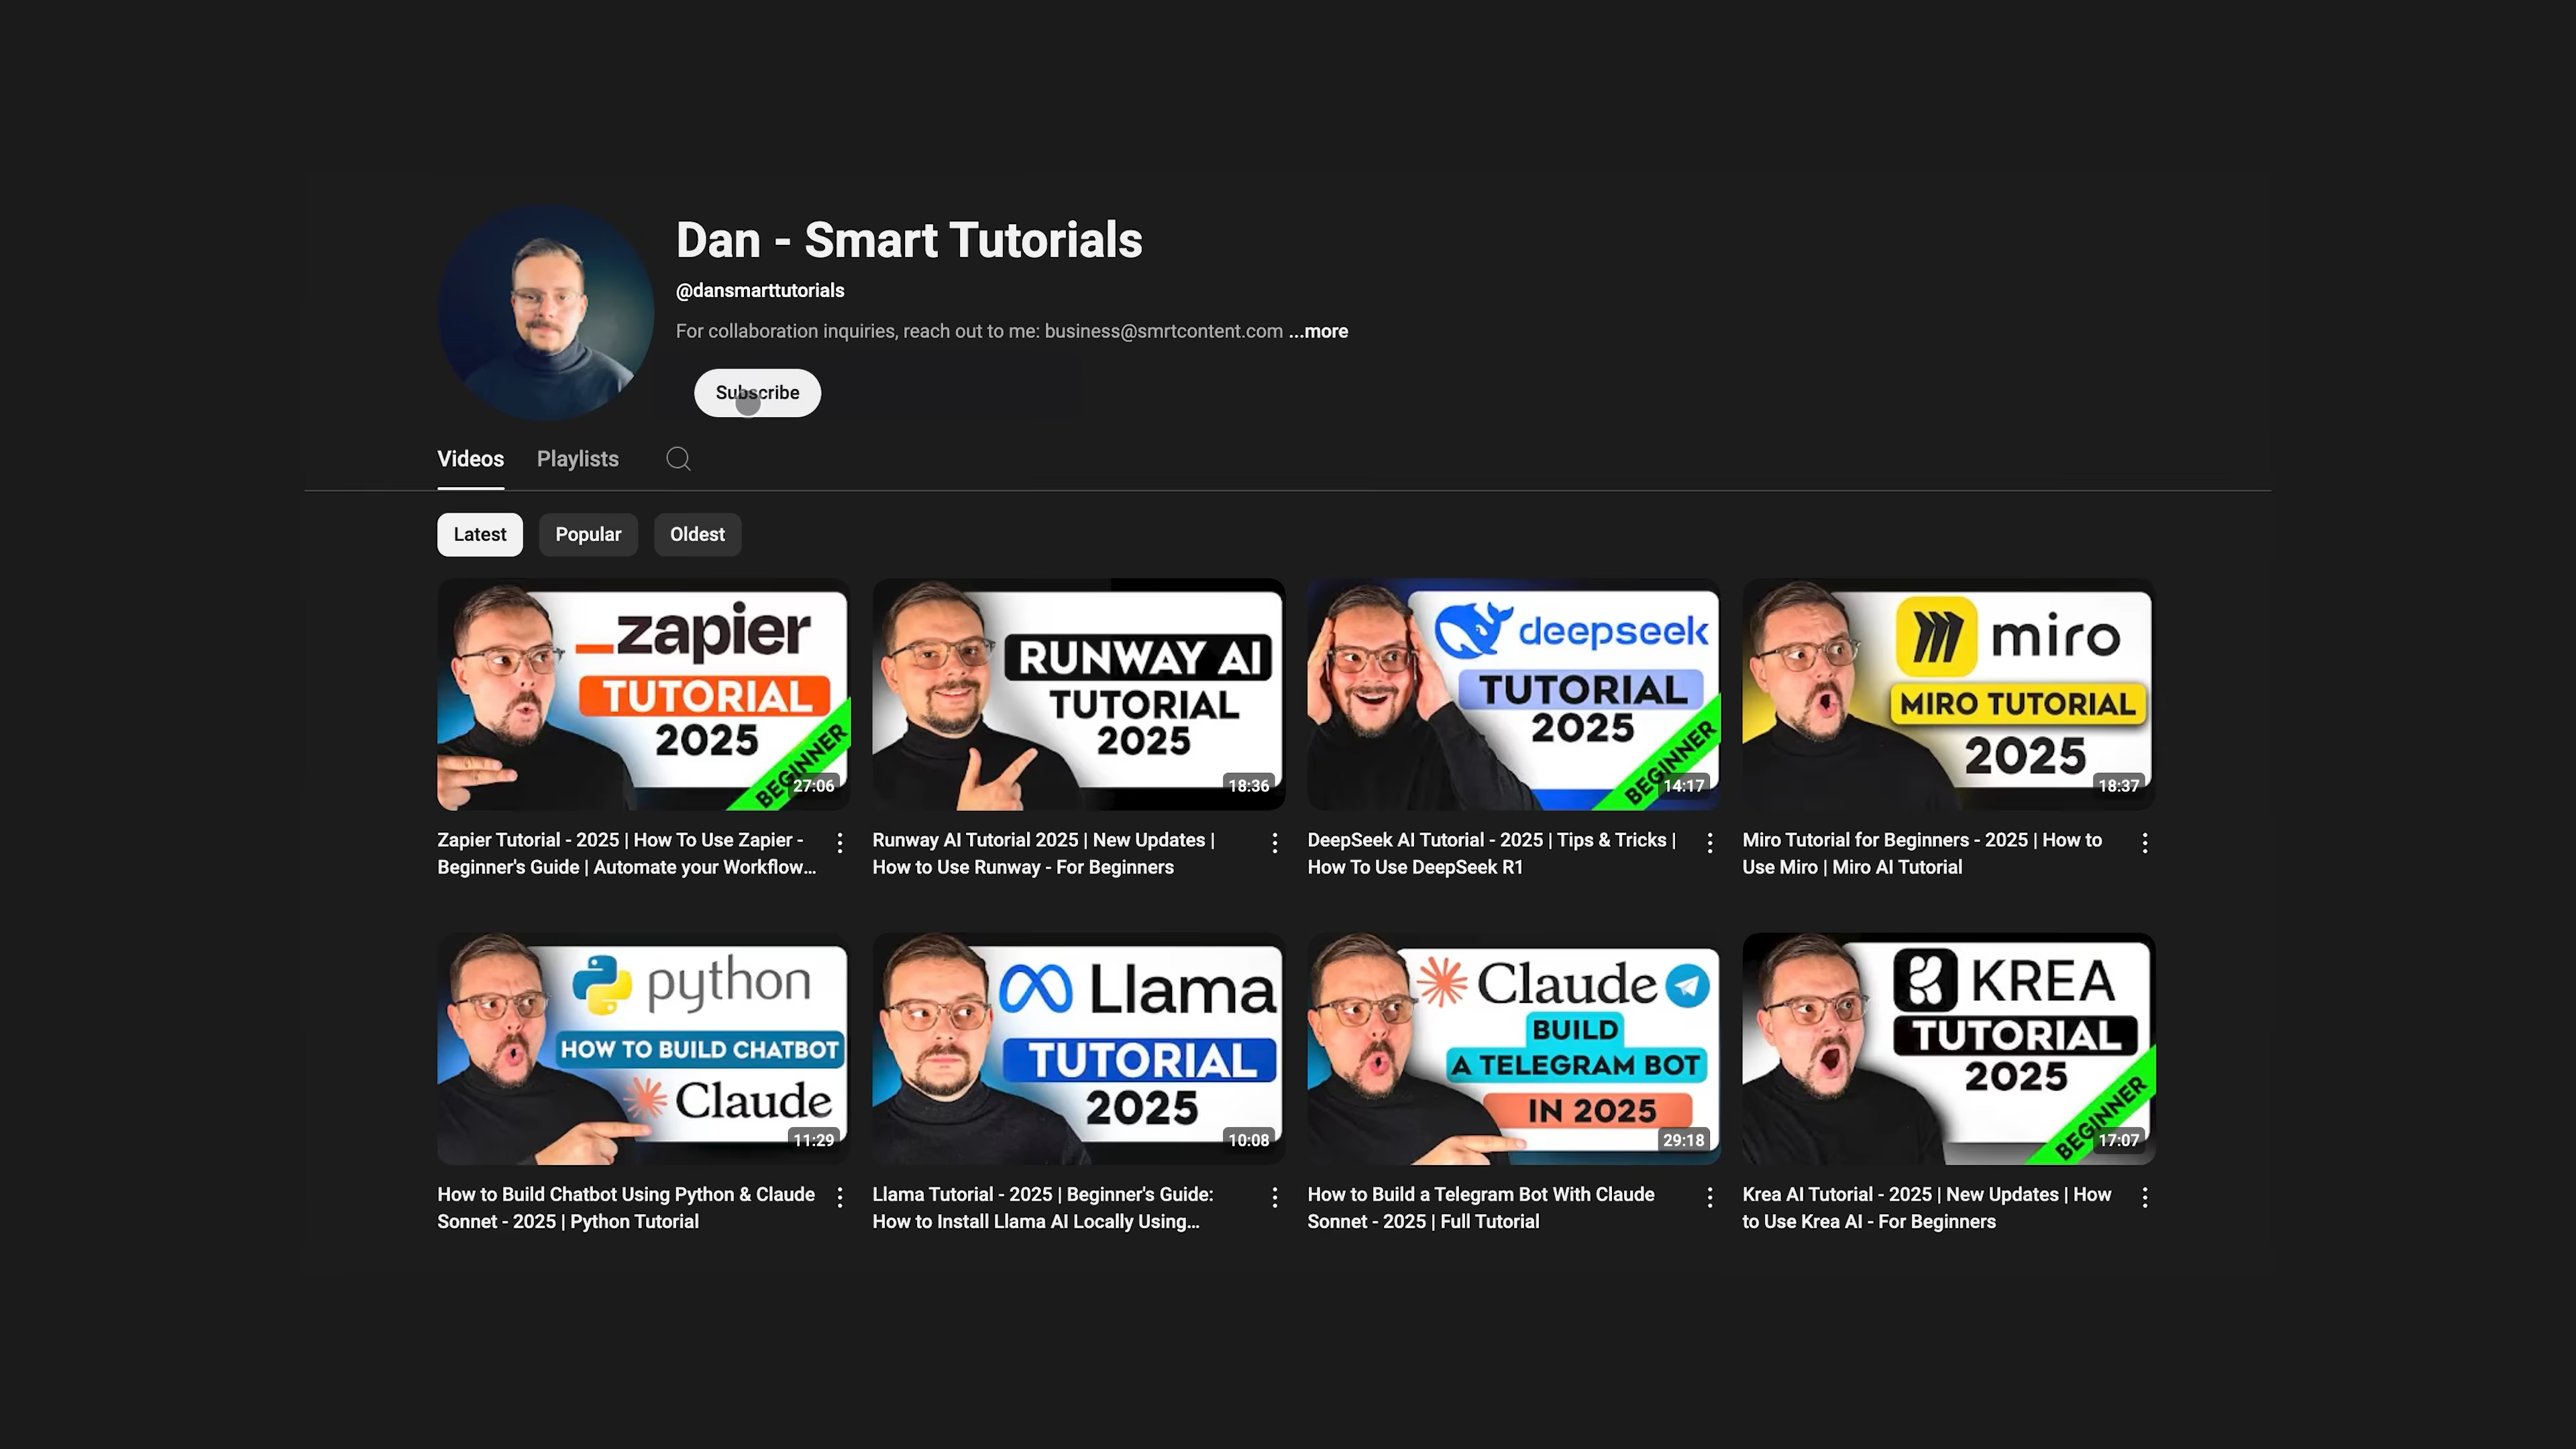 Dan - Smart Tutorials
@dansmarttutorials
For collaboration inquiries, reach out to me: business@smrtcontent.com ...more
Subscribe
Videos Playlists
Latest Popular Oldest
zapier
TUTORIAL
2025
BEGINNER
27:06
RUNWAY AI
TUTORIAL
2025
18:36
deepseek
TUTORIAL
2025
BEGINNER
14:17
miro
MIRO TUTORIAL
2025
18:37
Zapier Tutorial - 2025 | How To Use Zapier -
Beginner's Guide | Automate your Workflow...
Runway AI Tutorial 2025 | New Updates |
How to Use Runway - For Beginners
DeepSeek AI Tutorial - 2025 | Tips & Tricks |
How To Use DeepSeek R1
Miro Tutorial for Beginners - 2025 | How to
Use Miro | Miro AI Tutorial
python
HOW TO BUILD CHATBOT
Claude
11:29
Llama
TUTORIAL
2025
10:08
Claude
BUILD
A TELEGRAM BOT
IN 2025
29:18
KREA
TUTORIAL
2025
BEGINNER
17:07
How to Build Chatbot Using Python & Claude
Sonnet - 2025 | Python Tutorial
Llama Tutorial - 2025 | Beginner's Guide:
How to Install Llama AI Locally Using...
How to Build a Telegram Bot With Claude
Sonnet - 2025 | Full Tutorial
Krea AI Tutorial - 2025 | New Updates | How
to Use Krea AI - For Beginners